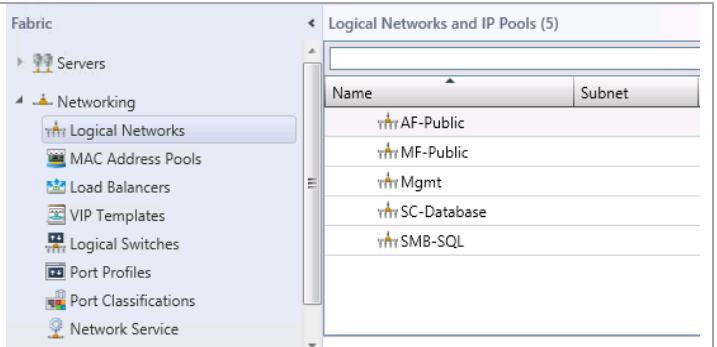 Fabric
Servers
Networking
Logical Networks
MAC Address Pools
Load Balancers
VIP Templates
Logical Switches
Port Profiles
Port Classifications
Network Service
Logical Networks and IP Pools (5)
Name Subnet
AF-Public
MF-Public
Mgmt
SC-Database
SMB-SQL